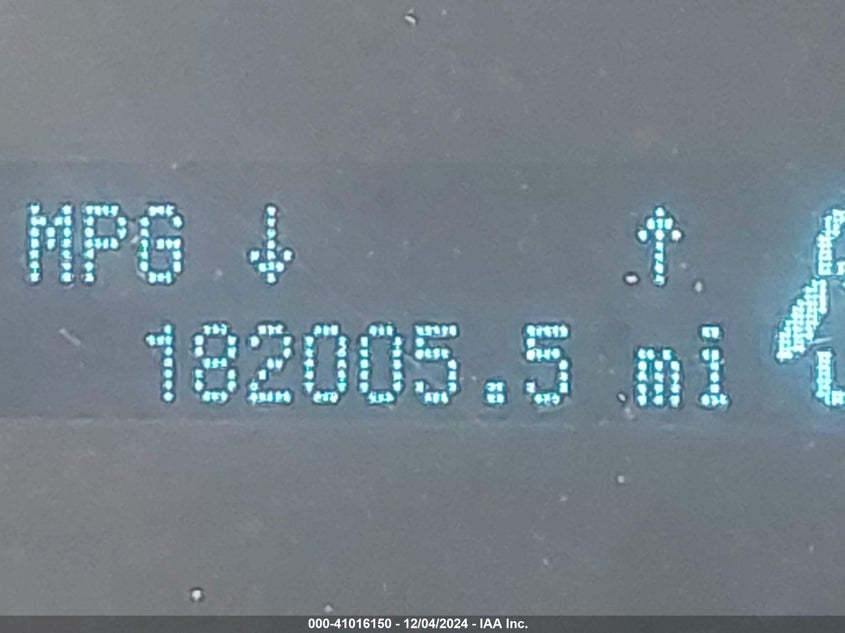 MPG ↓ ↑
182005.5 mi
000-41016150 - 12/04/2024 - IAA Inc.